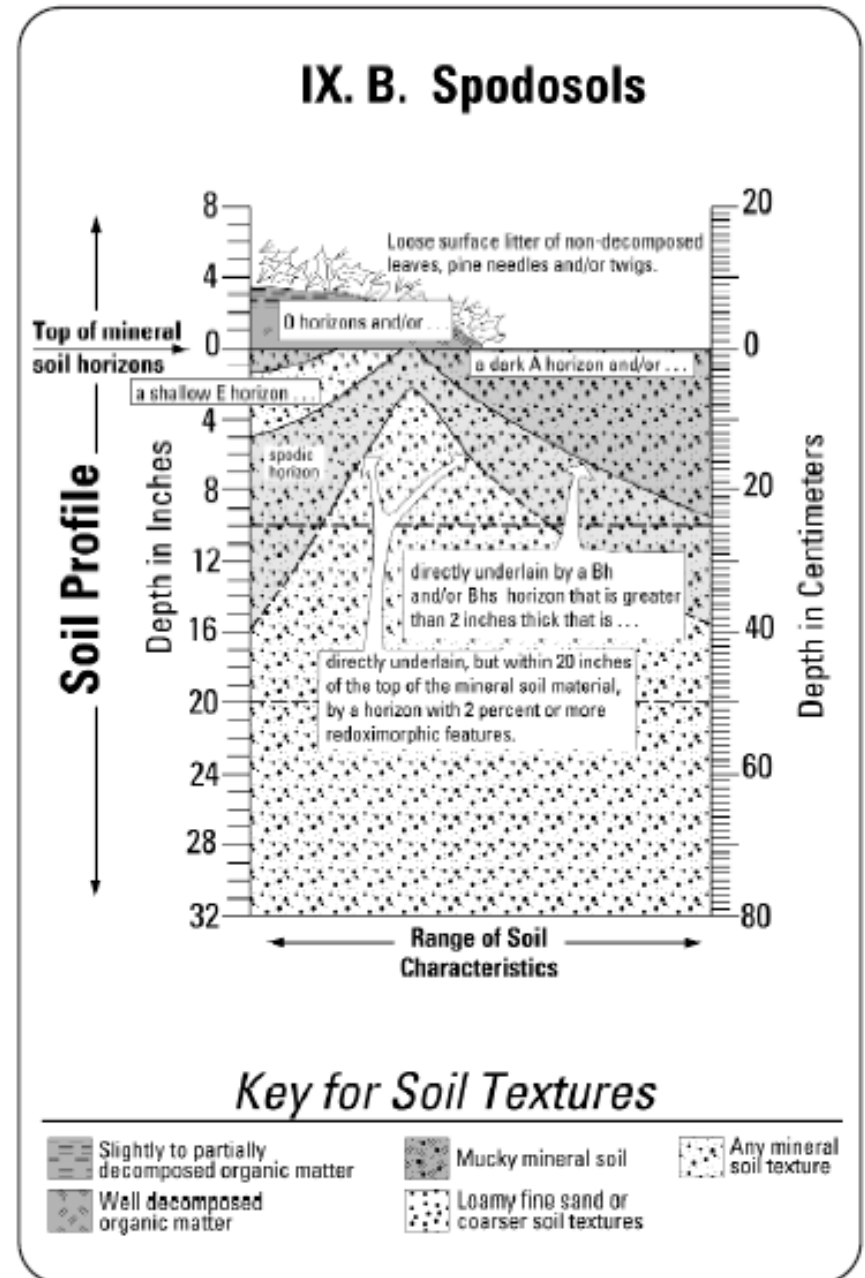 IX. B. Spodosols
8
20
Loose surface litter of non-decomposed
leaves, pine needles and/or twigs.
4
O horizons and/or ...
Top of mineral
soil horizons
0
0
a dark A horizon and/or ...
a shallow E horizon ...
4
spodic
horizon
8
20
12
directly underlain by a Bh
and/or Bhs horizon that is greater
than 2 inches thick that is ...
16
40
directly underlain, but within 20 inches
of the top of the mineral soil material,
by a horizon with 2 percent or more
redoximorphic features.
20
24
60
28
32
80
Soil Profile
Depth in Inches
Depth in Centimeters
Range of Soil
Characteristics
Key for Soil Textures
Slightly to partially
decomposed organic matter
Mucky mineral soil
Any mineral
soil texture
Well decomposed
organic matter
Loamy fine sand or
coarser soil textures